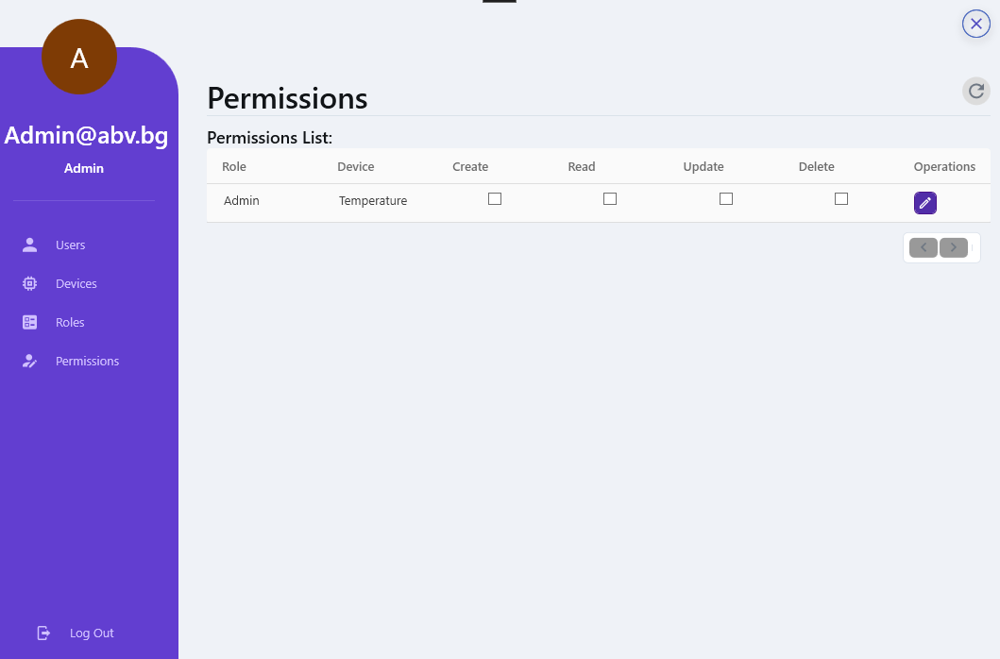 A
Admin@abv.bg
Admin
Users
Devices
Roles
Permissions
Log Out
Permissions
Permissions List:
Role Device Create Read Update Delete Operations
Admin Temperature